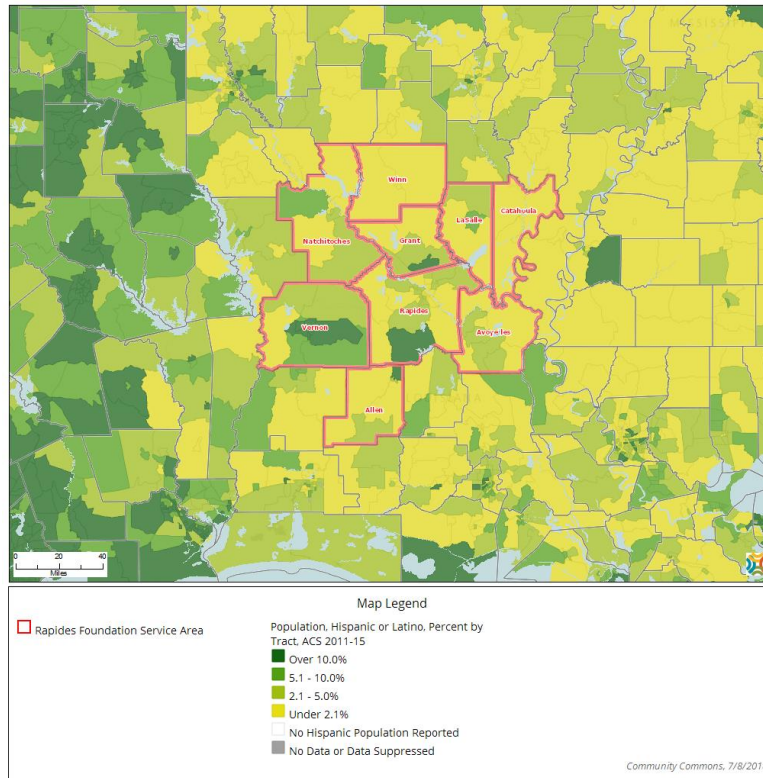 MISSISSIPPI
Winn
Catahoula
LaSalle
Natchitoches
Grant
Rapides
Vernon
Avoyelles
Allen
0 20 40
Miles
Map Legend
Rapides Foundation Service Area
Population, Hispanic or Latino, Percent by
Tract, ACS 2011-15
Over 10.0%
5.1 - 10.0%
2.1 - 5.0%
Under 2.1%
No Hispanic Population Reported
No Data or Data Suppressed
Community Commons, 7/8/201